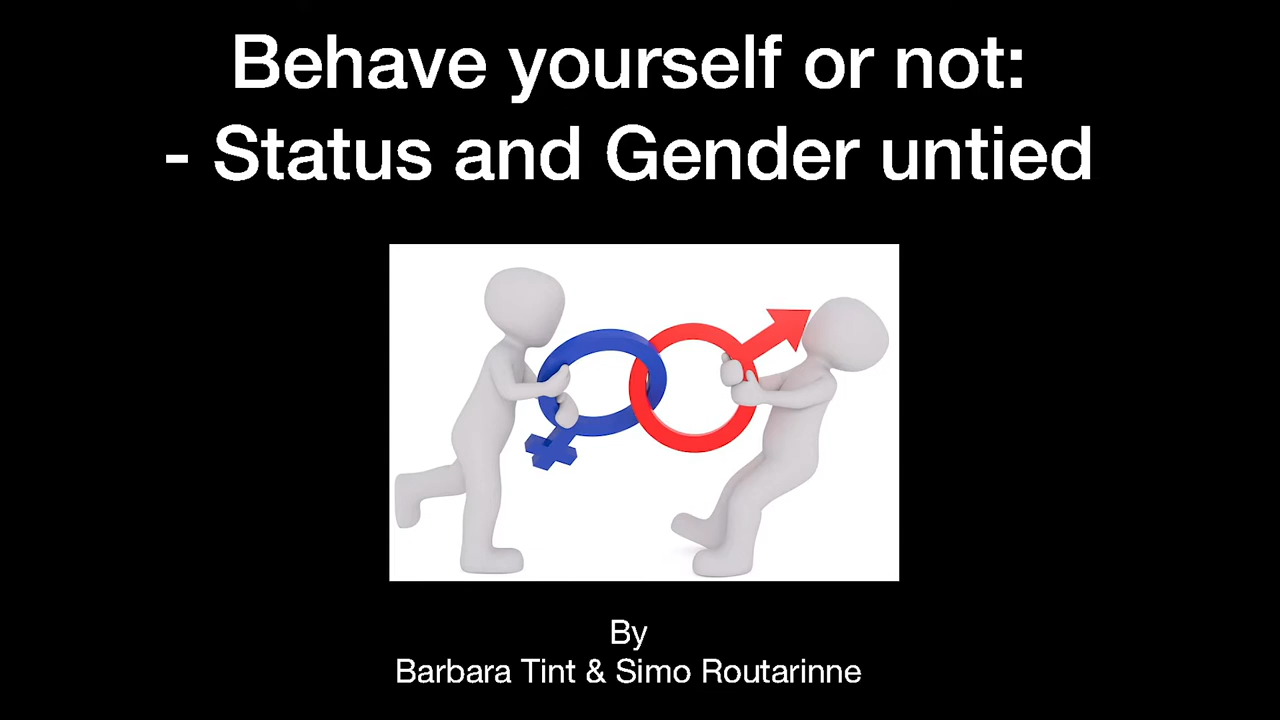 Behave yourself or not:
- Status and Gender untied
By
Barbara Tint & Simo Routarinne